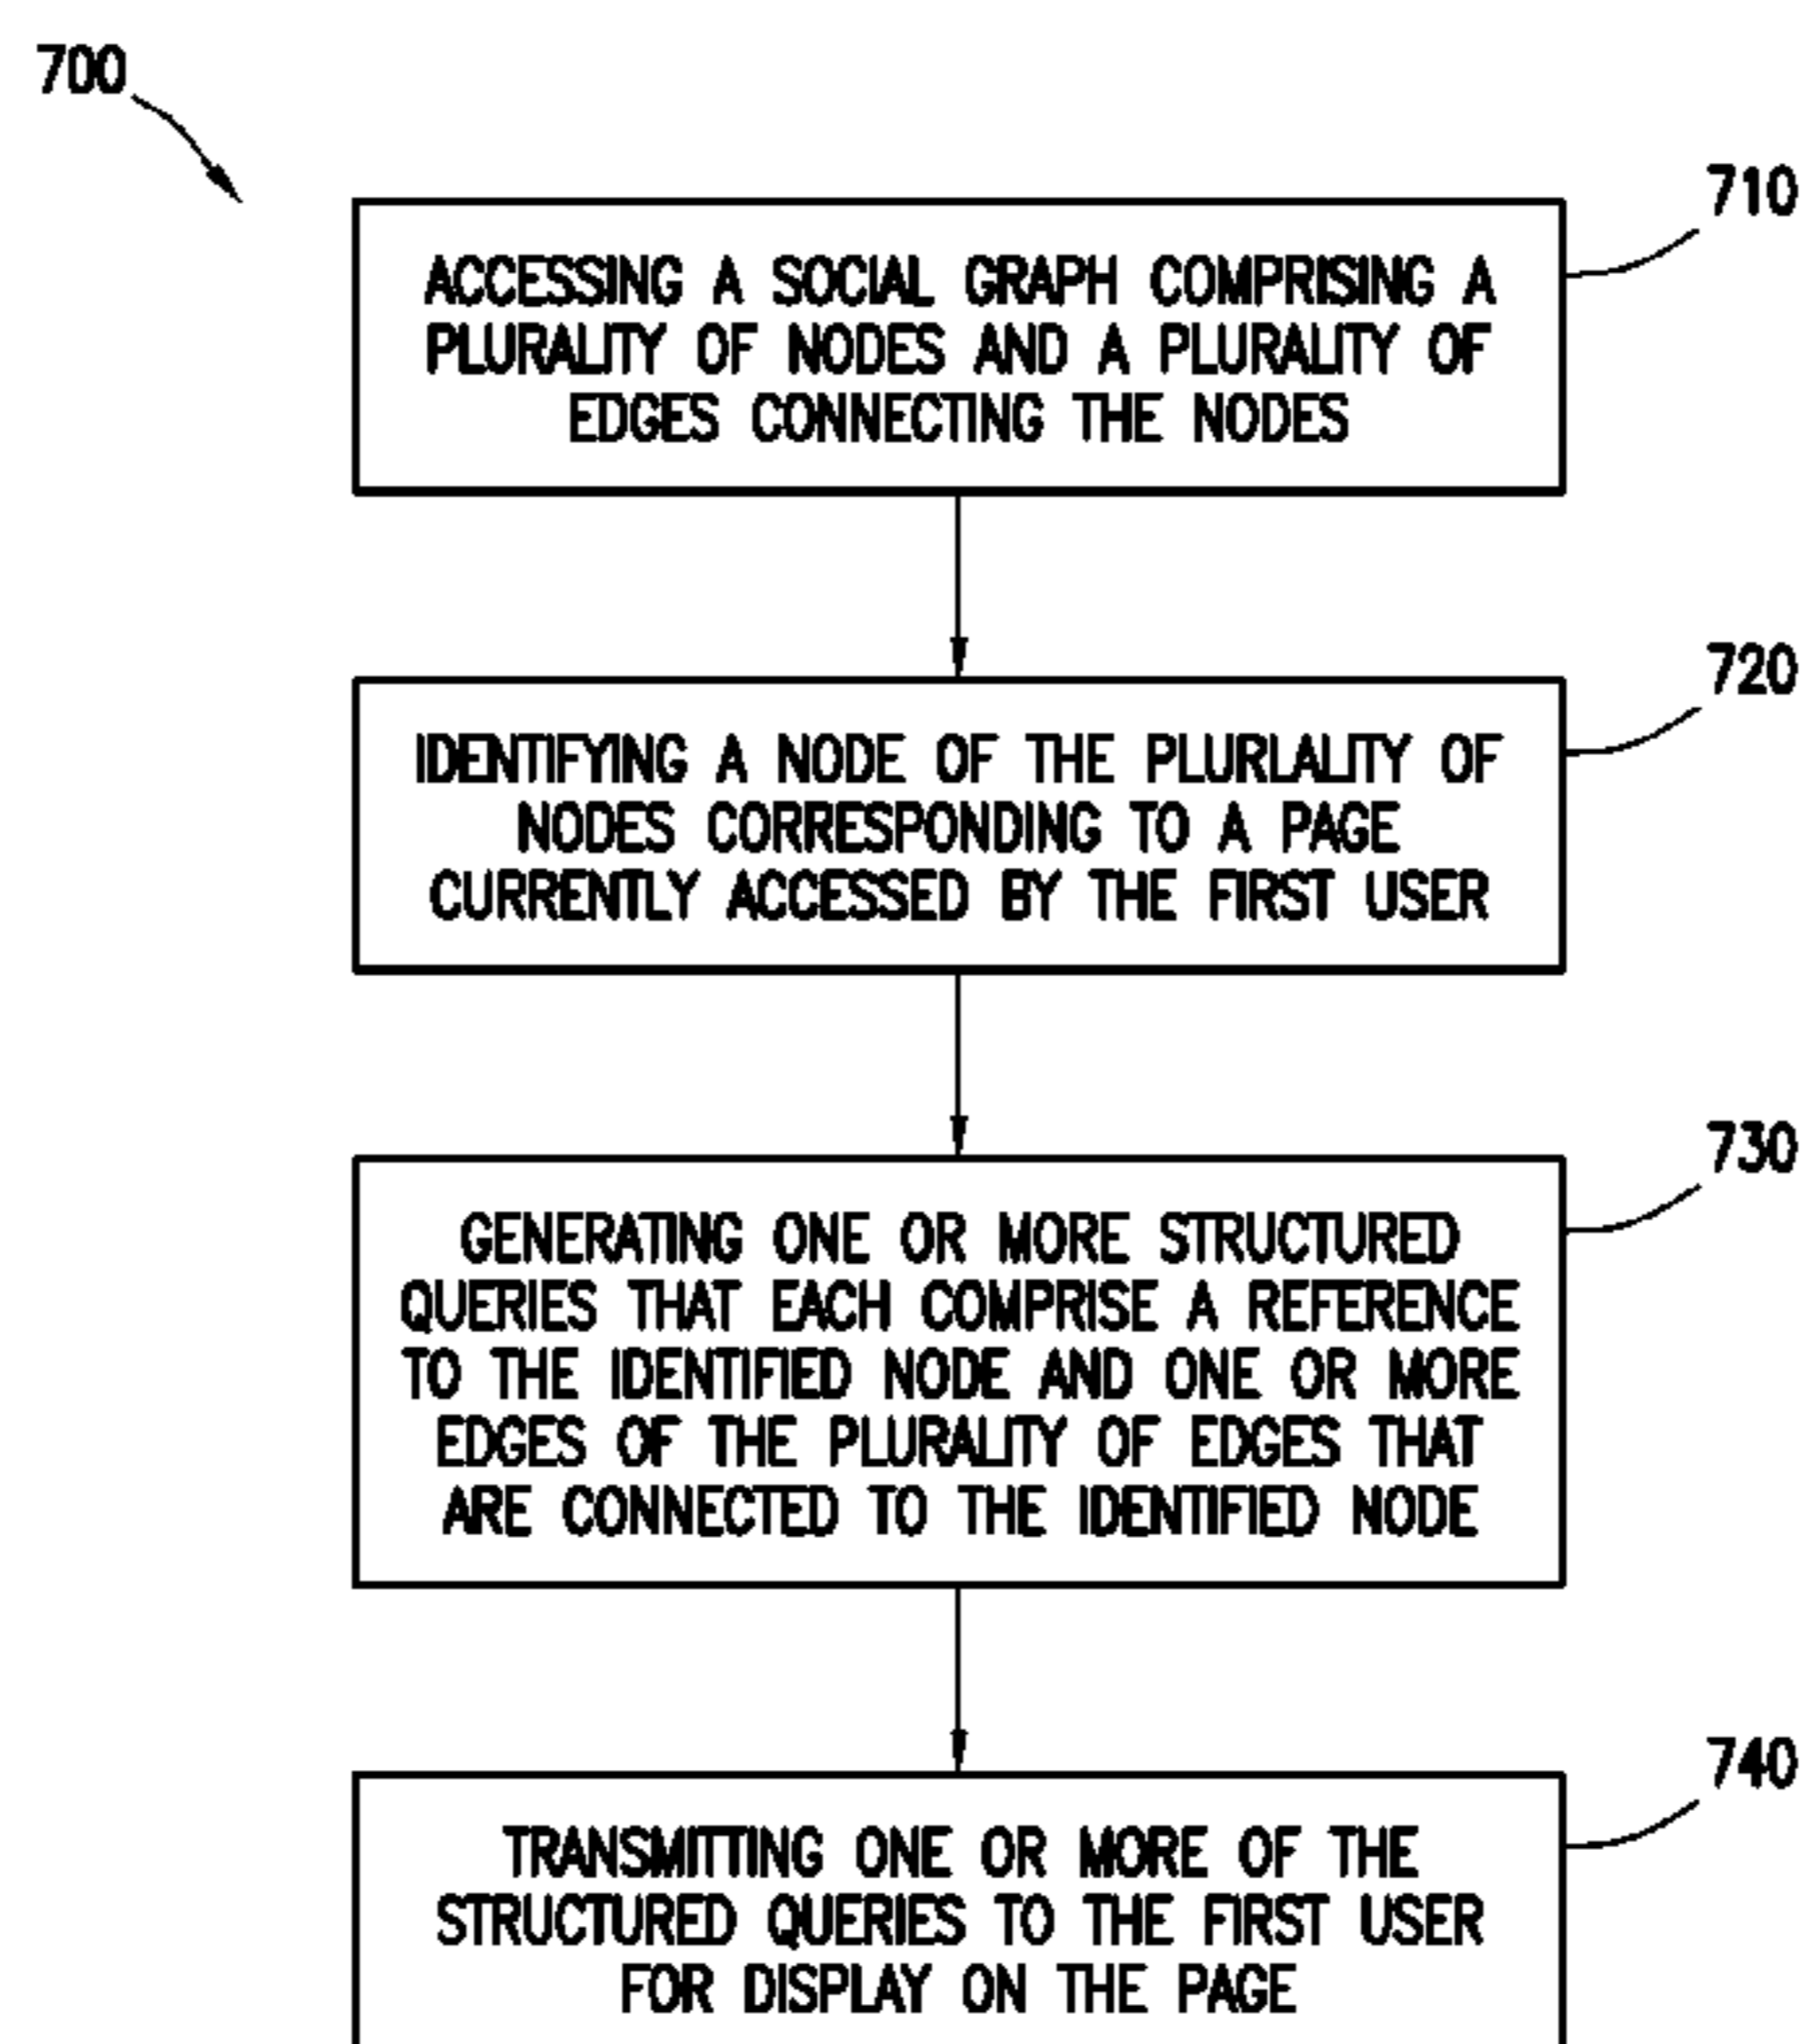 700
710
ACCESSING A SOCIAL GRAPH COMPRISING A
PLURALITY OF NODES AND A PLURALITY OF
EDGES CONNECTING THE NODES
720
IDENTIFYING A NODE OF THE PLURLALITY OF
NODES CORRESPONDING TO A PAGE
CURRENTLY ACCESSED BY THE FIRST USER
730
GENERATING ONE OR MORE STRUCTURED
QUERIES THAT EACH COMPRISE A REFERENCE
TO THE IDENTIFIED NODE AND ONE OR MORE
EDGES OF THE PLURALITY OF EDGES THAT
ARE CONNECTED TO THE IDENTIFIED NODE
740
TRANSMITTING ONE OR MORE OF THE
STRUCTURED QUERIES TO THE FIRST USER
FOR DISPLAY ON THE PAGE